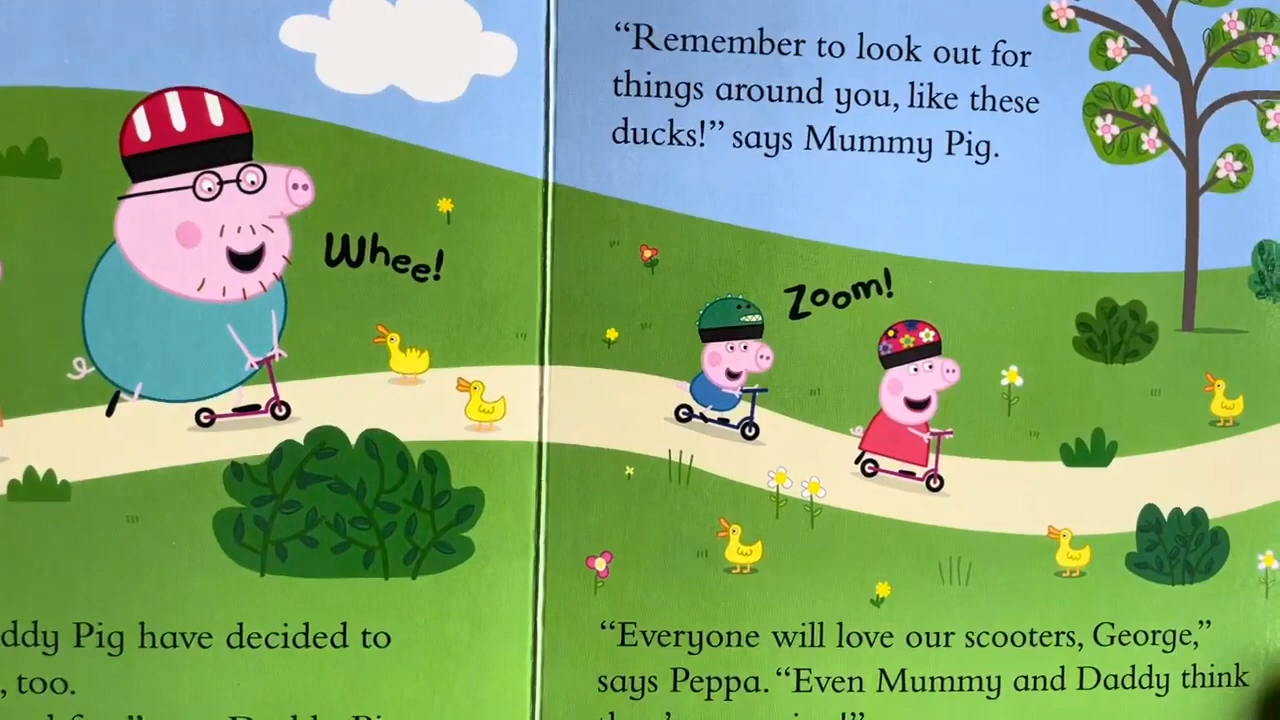 Whee!
ddy Pig have decided to
, too.
“Remember to look out for
things around you, like these
ducks!” says Mummy Pig.
Zoom!
“Everyone will love our scooters, George,”
says Peppa. “Even Mummy and Daddy think